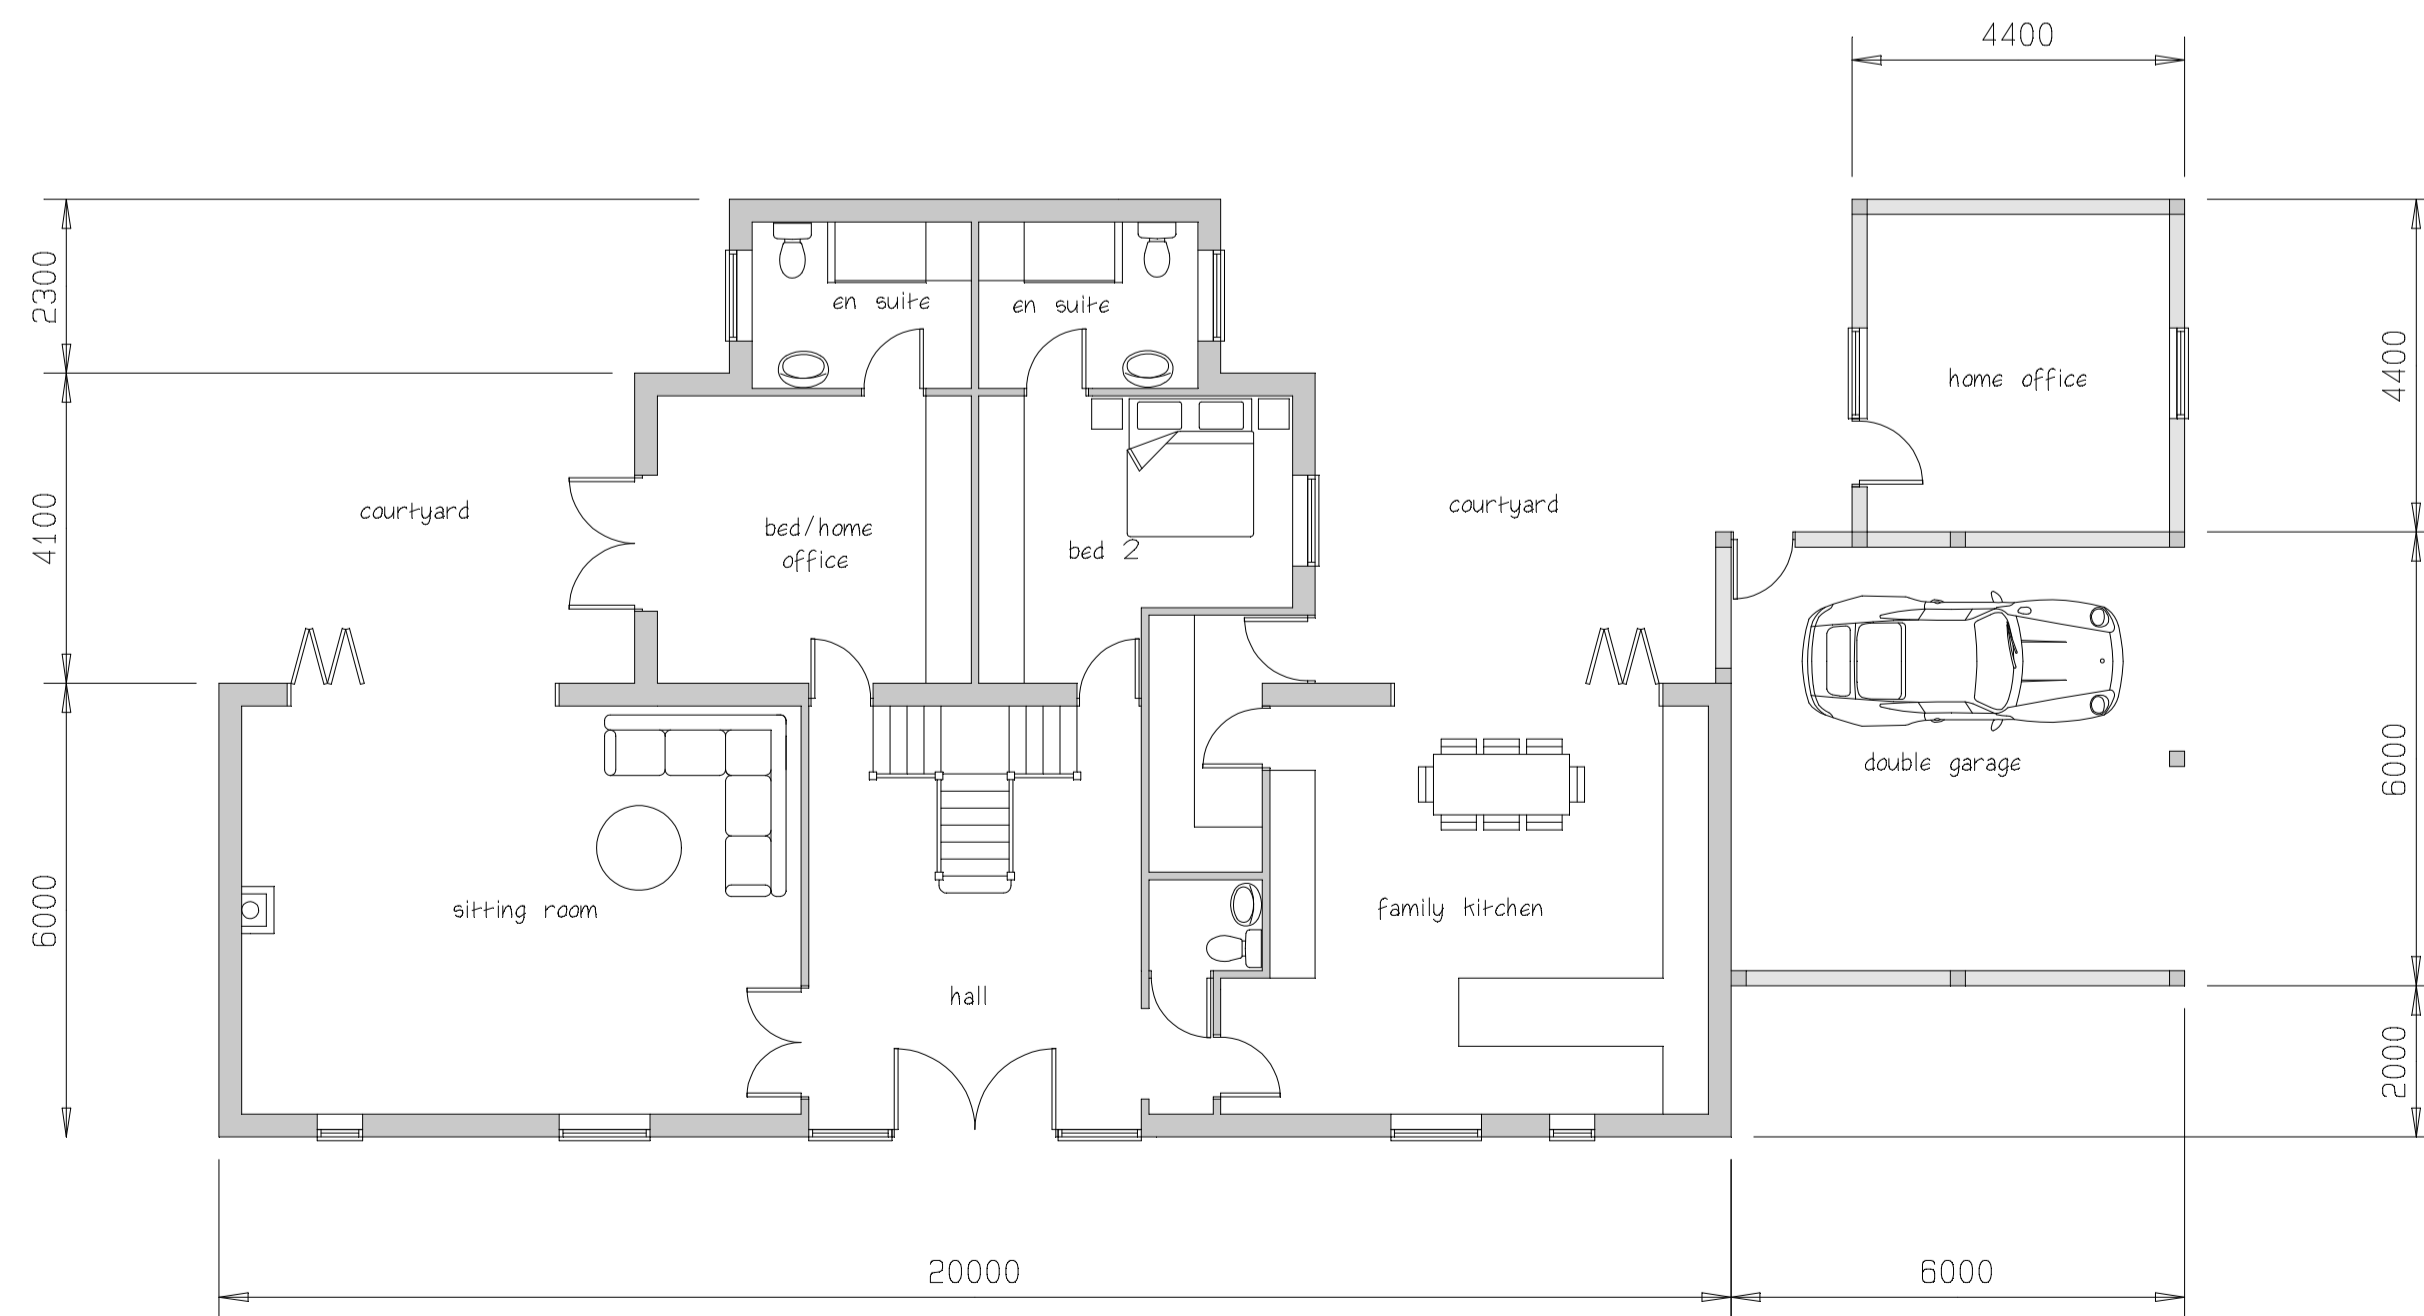 4400
2300
en suite
en suite
4400
home office
4100
courtyard
courtyard
bed/home
office
bed 2
6000
double garage
6000
sitting room
family kitchen
hall
2000
20000
6000